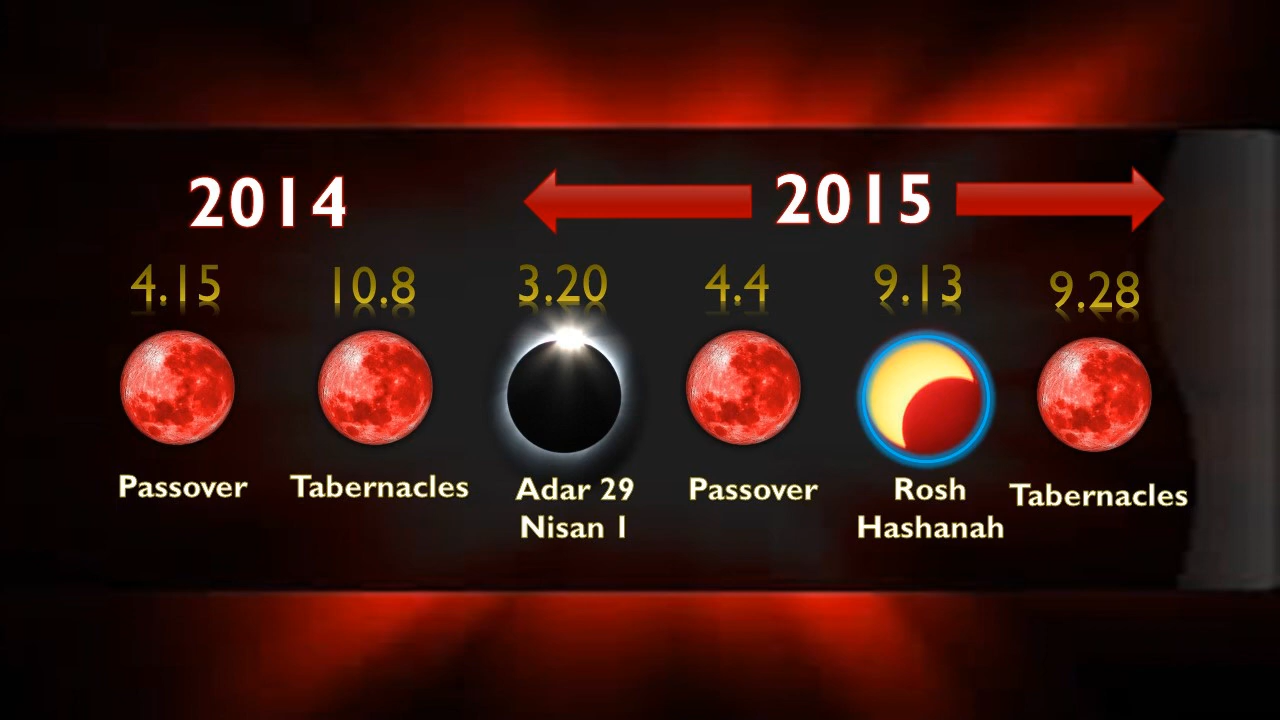 2014
2015
4.15
10.8
3.20
4.4
9.13
9.28
Passover
Tabernacles
Adar 29
Nisan 1
Passover
Rosh
Hashanah
Tabernacles